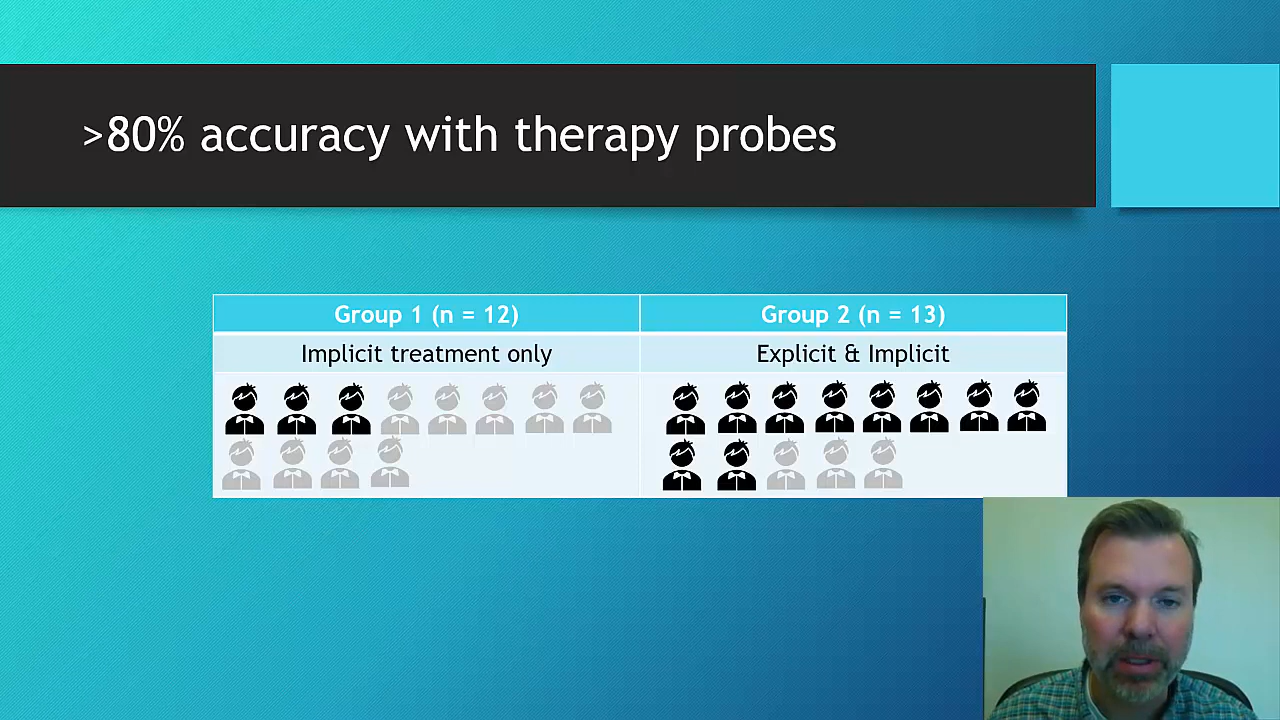 >80% accuracy with therapy probes
Group 1 (n = 12)
Group 2 (n = 13)
Implicit treatment only
Explicit & Implicit